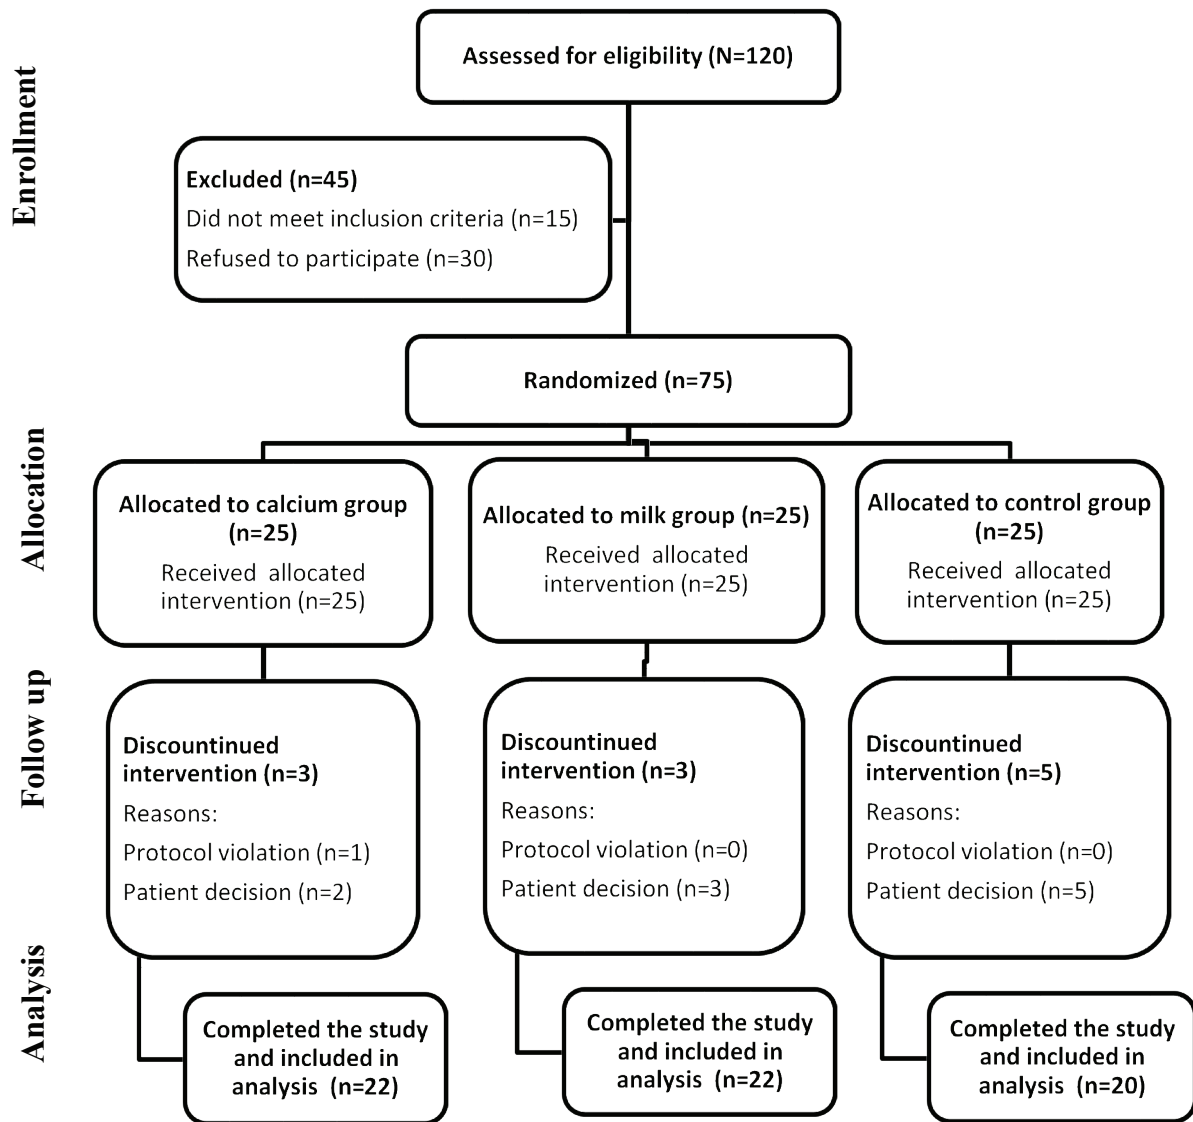 Enrollment
Assessed for eligibility (N=120)
Excluded (n=45)
Did not meet inclusion criteria (n=15)
Refused to participate (n=30)
Randomized (n=75)
Allocation
Allocated to calcium group
(n=25)
Received allocated
intervention (n=25)
Allocated to milk group (n=25)
Received allocated
intervention (n=25)
Allocated to control group
(n=25)
Received allocated
intervention (n=25)
Follow up
Discountinued
intervention (n=3)
Reasons:
Protocol violation (n=1)
Patient decision (n=2)
Discountinued
intervention (n=3)
Reasons:
Protocol violation (n=0)
Patient decision (n=3)
Discountinued
intervention (n=5)
Reasons:
Protocol violation (n=0)
Patient decision (n=5)
Analysis
Completed the study
and included in
analysis (n=22)
Completed the study
and included in
analysis (n=22)
Completed the study
and included in
analysis (n=20)